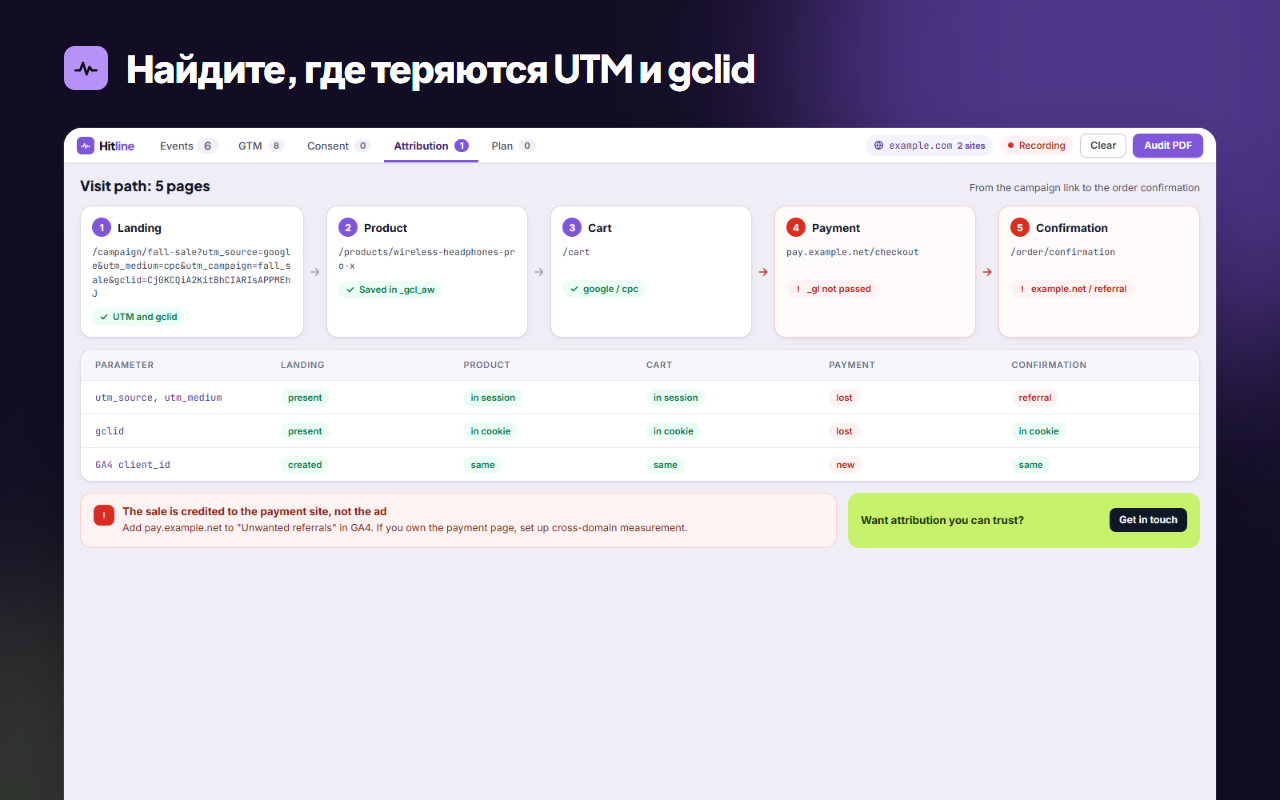 Найдите, где теряются UTM и gclid
Hitline
Events 6
GTM 8
Consent 0
Attribution 1
Plan 0
example.com 2 sites
Recording
Clear
Audit PDF
Visit path: 5 pages
From the campaign link to the order confirmation
1 Landing
/campaign/fall-sale?utm_source=googl
e&utm_medium=cpc&utm_campaign=fall_s
ale&gclid=Cj0KCQiA2KitBhCIARIsAPPMEh
J
UTM and gclid
2 Product
/products/wireless-headphones-pr
o-x
Saved in _gcl_aw
3 Cart
/cart
google / cpc
4 Payment
pay.example.net/checkout
! _gl not passed
5 Confirmation
/order/confirmation
! example.net / referral
PARAMETER LANDING PRODUCT CART PAYMENT CONFIRMATION
utm_source, utm_medium present in session in session lost referral
gclid present in cookie in cookie lost in cookie
GA4 client_id created same same new same
! The sale is credited to the payment site, not the ad
Add pay.example.net to "Unwanted referrals" in GA4. If you own the payment page, set up cross-domain measurement.
Want attribution you can trust?
Get in touch